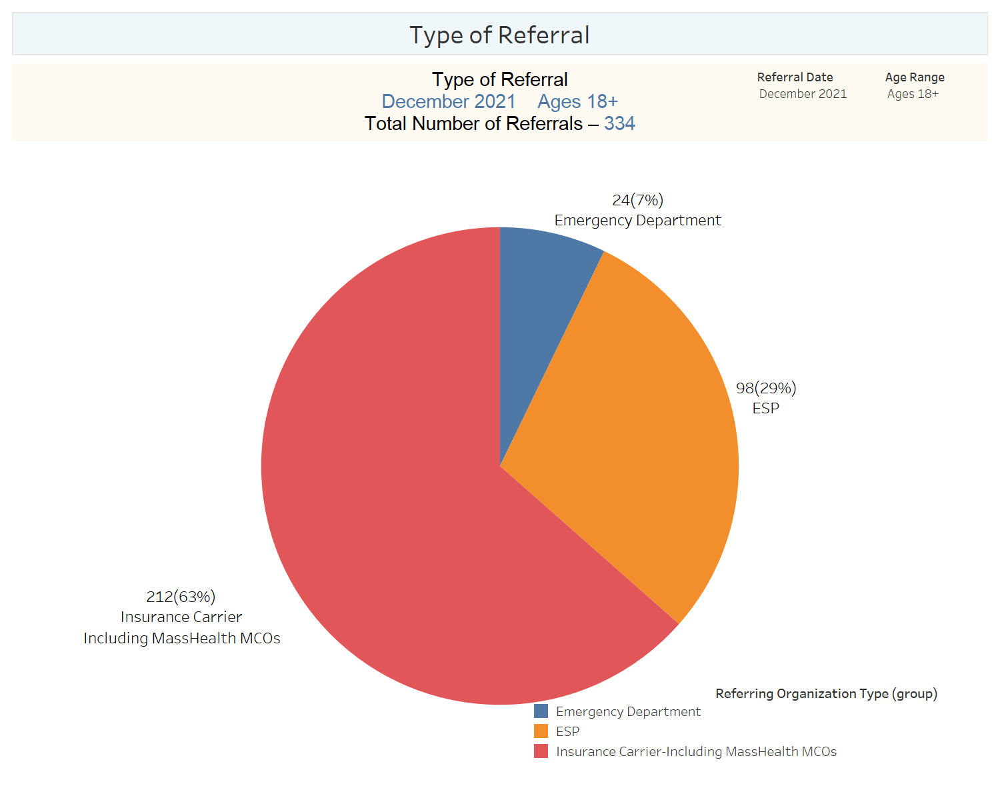 Type of Referral
Type of Referral
December 2021 Ages 18+
Total Number of Referrals – 334
Referral Date
December 2021
Age Range
Ages 18+
24(7%)
Emergency Department
98(29%)
ESP
212(63%)
Insurance Carrier
Including MassHealth MCOs
Referring Organization Type (group)
Emergency Department
ESP
Insurance Carrier-Including MassHealth MCOs